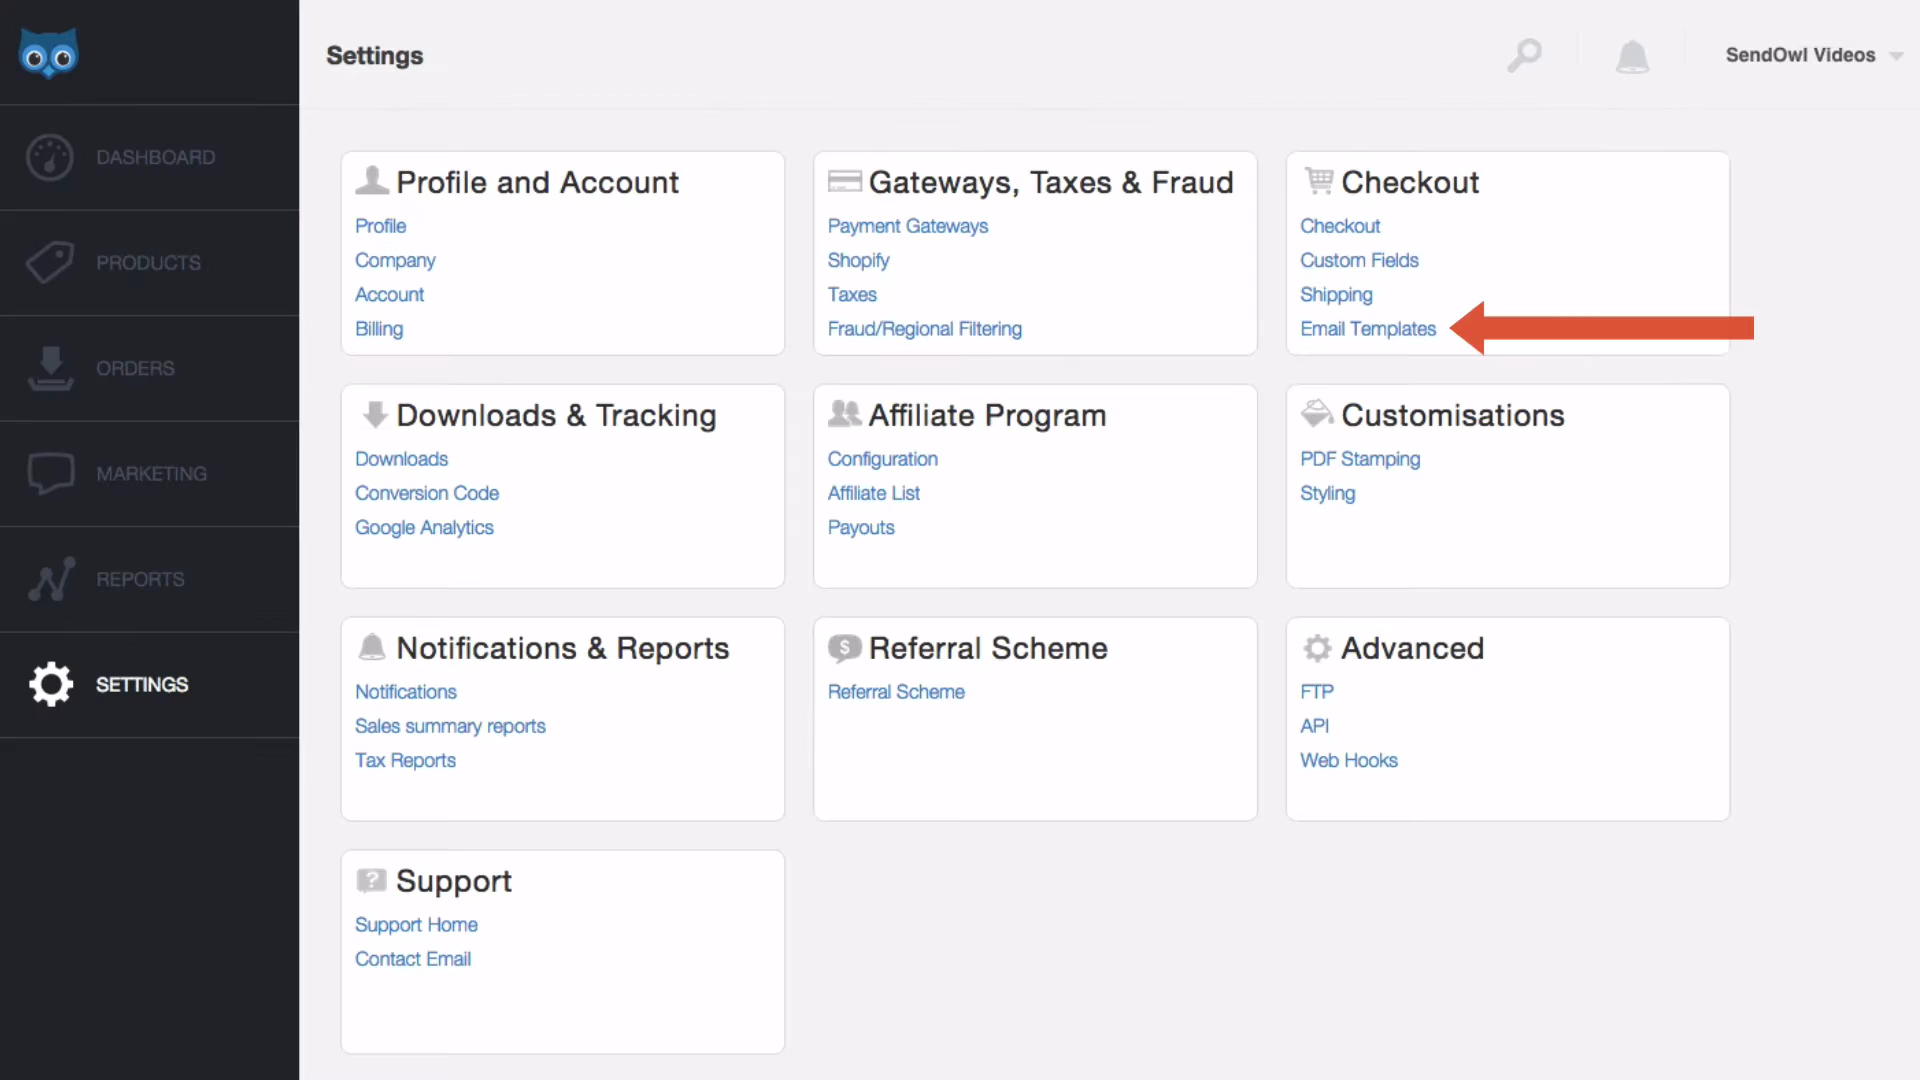 Settings
SendOwl Videos
DASHBOARD
PRODUCTS
ORDERS
MARKETING
REPORTS
SETTINGS
Profile and Account
Profile
Company
Account
Billing
Gateways, Taxes & Fraud
Payment Gateways
Shopify
Taxes
Fraud/Regional Filtering
Checkout
Checkout
Custom Fields
Shipping
Email Templates
Downloads & Tracking
Downloads
Conversion Code
Google Analytics
Affiliate Program
Configuration
Affiliate List
Payouts
Customisations
PDF Stamping
Styling
Notifications & Reports
Notifications
Sales summary reports
Tax Reports
Referral Scheme
Referral Scheme
Advanced
FTP
API
Web Hooks
Support
Support Home
Contact Email